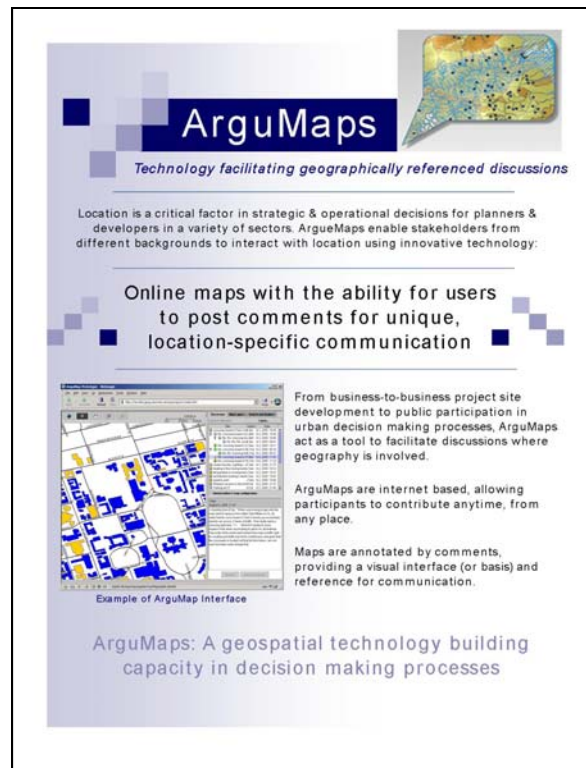 ArguMaps
Technology facilitating geographically referenced discussions
Location is a critical factor in strategic & operational decisions for planners &
developers in a variety of sectors. ArgueMaps enable stakeholders from
different backgrounds to interact with location using innovative technology:
Online maps with the ability for users
to post comments for unique,
location-specific communication
From business-to-business project site
development to public participation in
urban decision making processes, ArguMaps
act as a tool to facilitate discussions where
geography is involved.
ArguMaps are internet based, allowing
participants to contribute anytime, from
any place.
Maps are annotated by comments,
providing a visual interface (or basis) and
reference for communication.
Example of ArguMap Interface
ArguMaps: A geospatial technology building
capacity in decision making processes